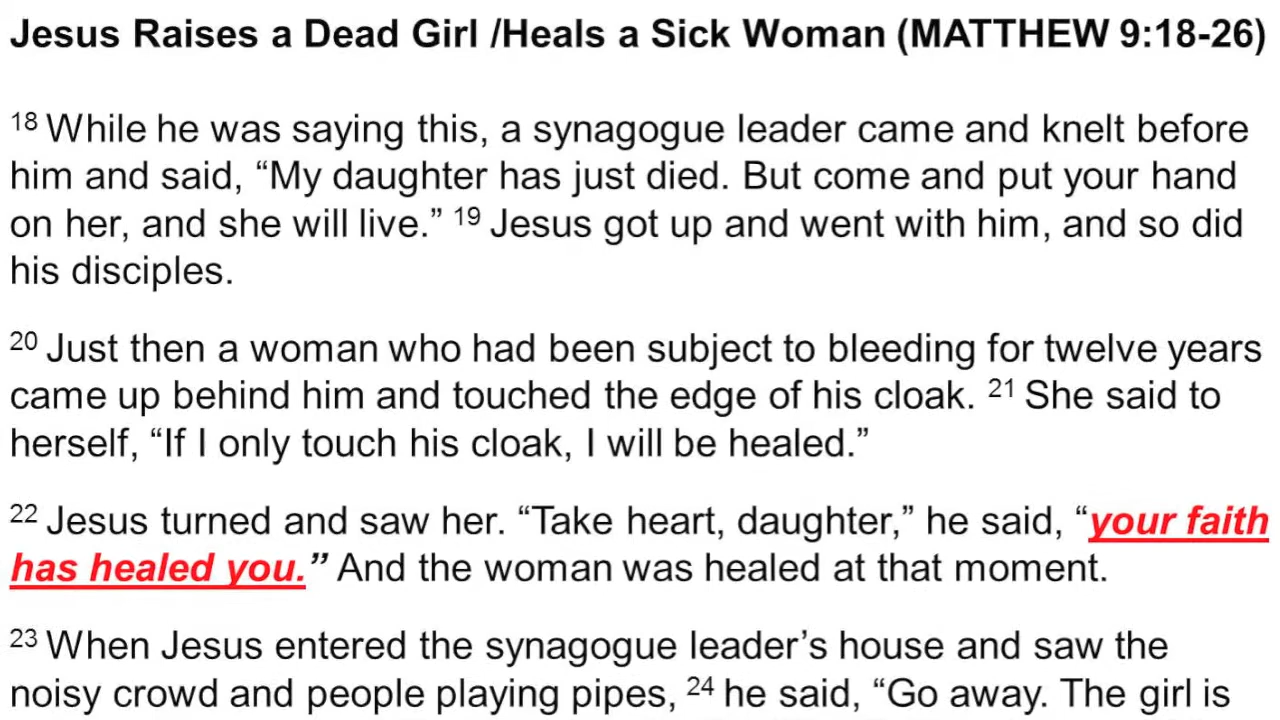 Jesus Raises a Dead Girl /Heals a Sick Woman (MATTHEW 9:18-26)
18 While he was saying this, a synagogue leader came and knelt before
him and said, “My daughter has just died. But come and put your hand
on her, and she will live.” 19 Jesus got up and went with him, and so did
his disciples.
20 Just then a woman who had been subject to bleeding for twelve years
came up behind him and touched the edge of his cloak. 21 She said to
herself, “If I only touch his cloak, I will be healed.”
22 Jesus turned and saw her. “Take heart, daughter,” he said, “your faith
has healed you.” And the woman was healed at that moment.
23 When Jesus entered the synagogue leader’s house and saw the
noisy crowd and people playing pipes, 24 he said, “Go away. The girl is